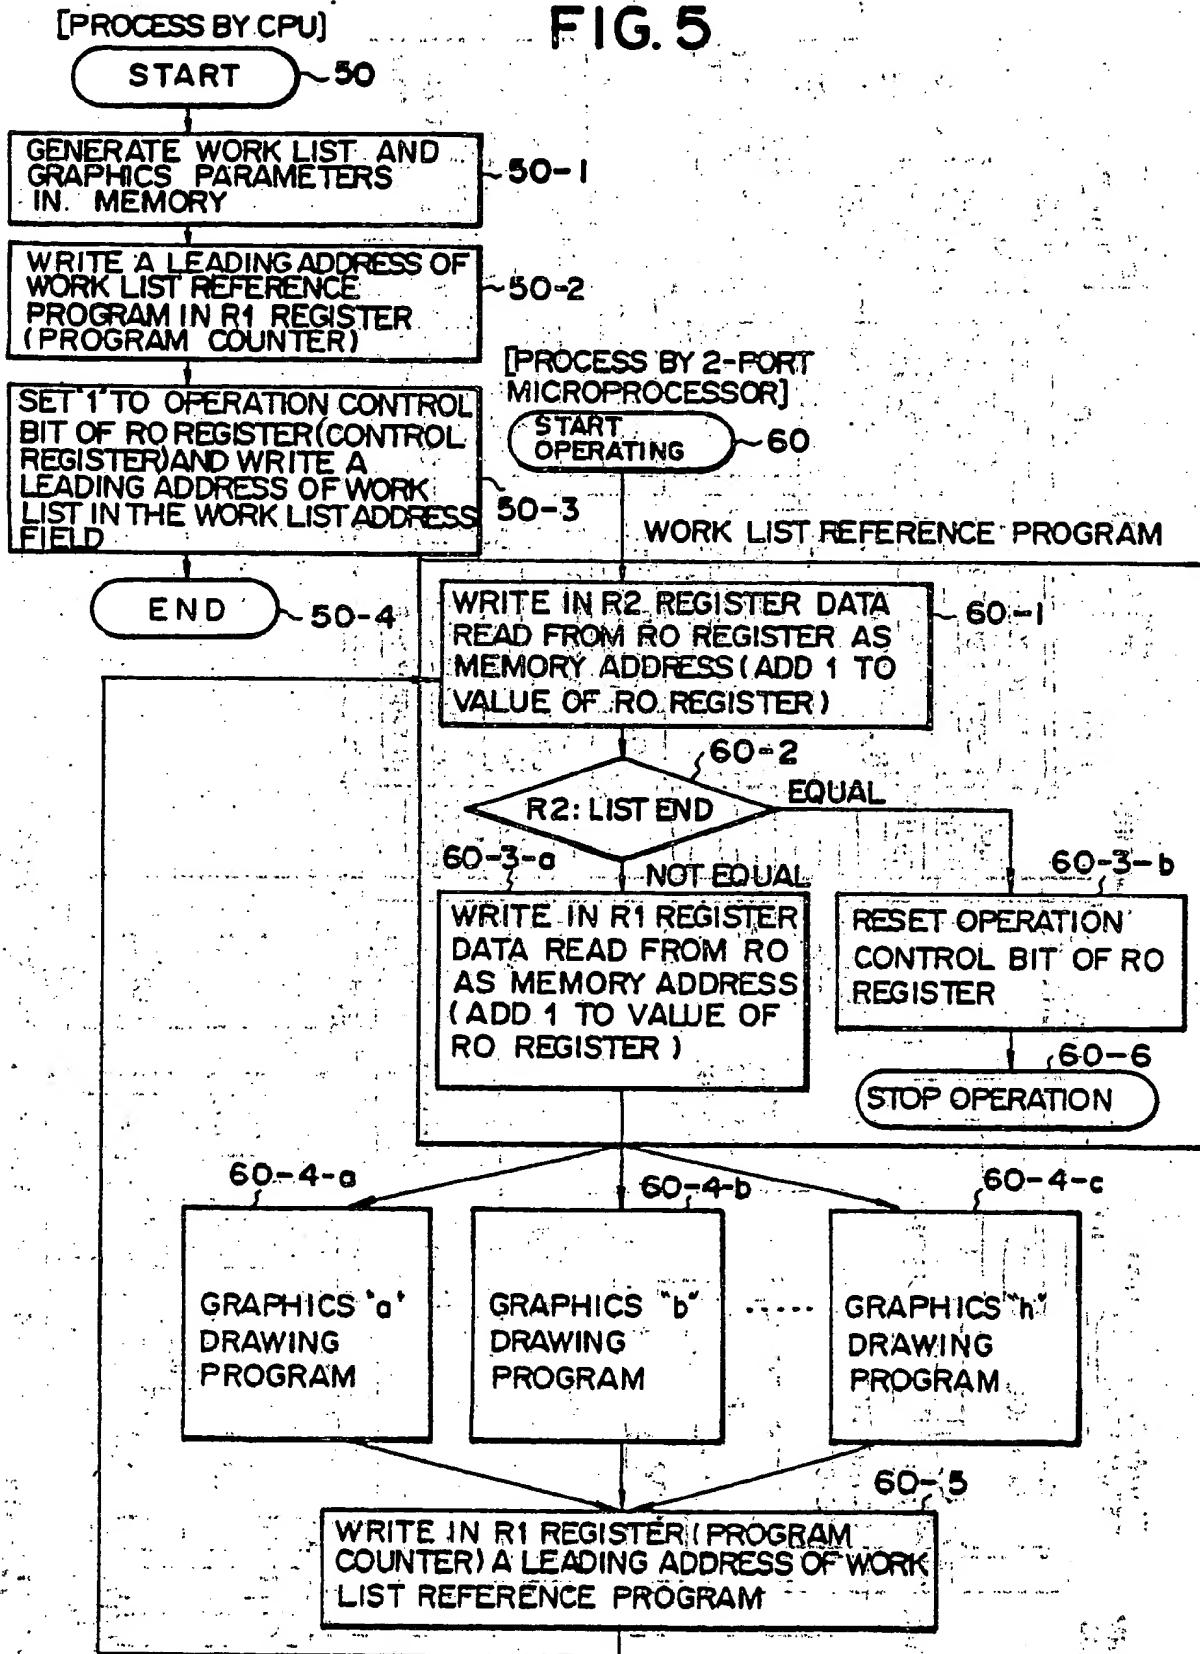 FIG. 5
[PROCESS BY CPU]
START
50
GENERATE WORK LIST AND
GRAPHICS PARAMETERS
IN. MEMORY
50-1
WRITE A LEADING ADDRESS OF
WORK LIST REFERENCE
PROGRAM IN R1 REGISTER
(PROGRAM COUNTER)
50-2
SET "1" TO OPERATION CONTROL
BIT OF R0 REGISTER (CONTROL
REGISTER) AND WRITE A
LEADING ADDRESS OF WORK
LIST IN THE WORK LIST ADDRESS
FIELD
50-3
END
50-4
[PROCESS BY 2-PORT
MICROPROCESSOR]
START
OPERATING
60
WORK LIST REFERENCE PROGRAM
WRITE IN R2 REGISTER DATA
READ FROM R0 REGISTER AS
MEMORY ADDRESS (ADD 1 TO
VALUE OF R0 REGISTER)
60-1
60-2
R2: LIST END
EQUAL
60-3-a
NOT EQUAL
WRITE IN R1 REGISTER
DATA READ FROM R0
AS MEMORY ADDRESS
(ADD 1 TO VALUE OF
R0 REGISTER)
60-3-b
RESET OPERATION
CONTROL BIT OF R0
REGISTER
60-6
STOP OPERATION
60-4-a
GRAPHICS "a"
DRAWING
PROGRAM
60-4-b
GRAPHICS "b"
DRAWING
PROGRAM
.....
60-4-c
GRAPHICS "h"
DRAWING
PROGRAM
60-5
WRITE IN R1 REGISTER (PROGRAM
COUNTER) A LEADING ADDRESS OF WORK
LIST REFERENCE PROGRAM